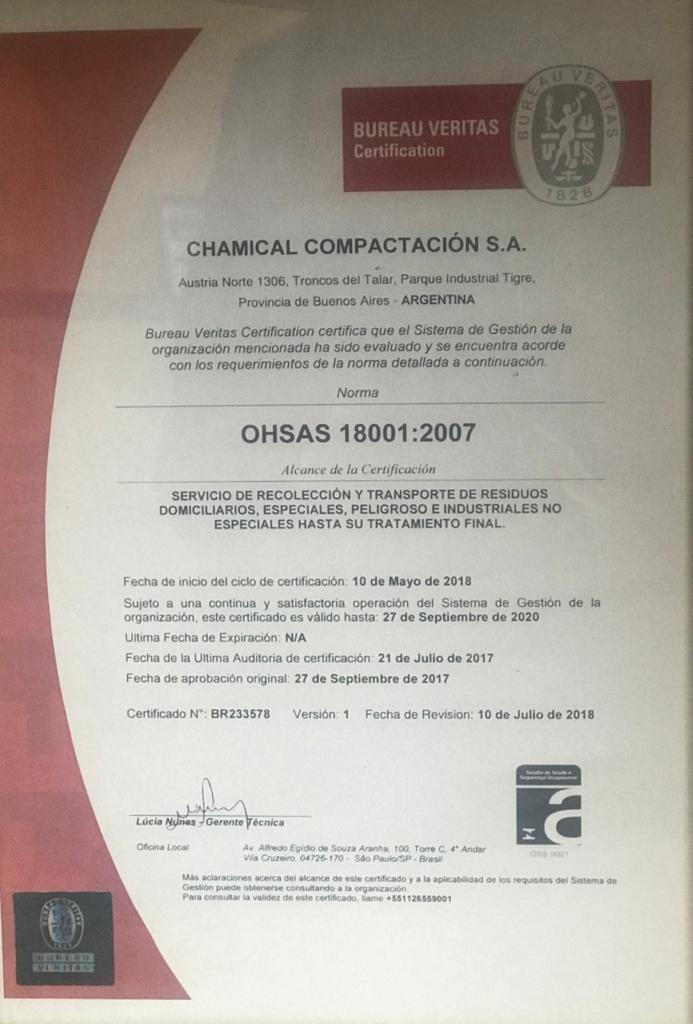 BUREAU VERITAS
Certification
BUREAU VERITAS
1828
CHAMICAL COMPACTACIÓN S.A.
Austria Norte 1306, Troncos del Talar, Parque Industrial Tigre,
Provincia de Buenos Aires - ARGENTINA
Bureau Veritas Certification certifica que el Sistema de Gestión de la
organización mencionada ha sido evaluado y se encuentra acorde
con los requerimientos de la norma detallada a continuación.
Norma
OHSAS 18001:2007
Alcance de la Certificación
SERVICIO DE RECOLECCIÓN Y TRANSPORTE DE RESIDUOS
DOMICILIARIOS, ESPECIALES, PELIGROSO E INDUSTRIALES NO
ESPECIALES HASTA SU TRATAMIENTO FINAL.
Fecha de inicio del ciclo de certificación: 10 de Mayo de 2018
Sujeto a una continua y satisfactoria operación del Sistema de Gestión de la
organización, este certificado es válido hasta: 27 de Septiembre de 2020
Ultima Fecha de Expiración: N/A
Fecha de la Ultima Auditoria de certificación: 21 de Julio de 2017
Fecha de aprobación original: 27 de Septiembre de 2017
Certificado N°: BR233578 Versión: 1 Fecha de Revision: 10 de Julio de 2018
Gestão de Saúde e
Segurança Ocupacional
OSS 0001
Lúcia Nunes - Gerente Técnica
Oficina Local Av. Alfredo Egídio de Souza Aranha, 100, Torre C, 4° Andar
Vila Cruzeiro, 04726-170 - São Paulo/SP - Brasil
Más aclaraciones acerca del alcance de este certificado y a la aplicabilidad de los requisitos del Sistema de
Gestión puede obtenerse consultando a la organización.
Para consultar la validez de este certificado, llame +551126559001
BUREAU
VERITAS